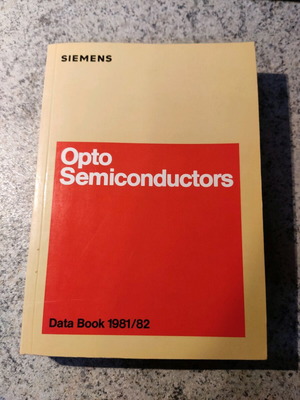 SIEMENS
Opto
Semiconductors
Data Book 1981/82